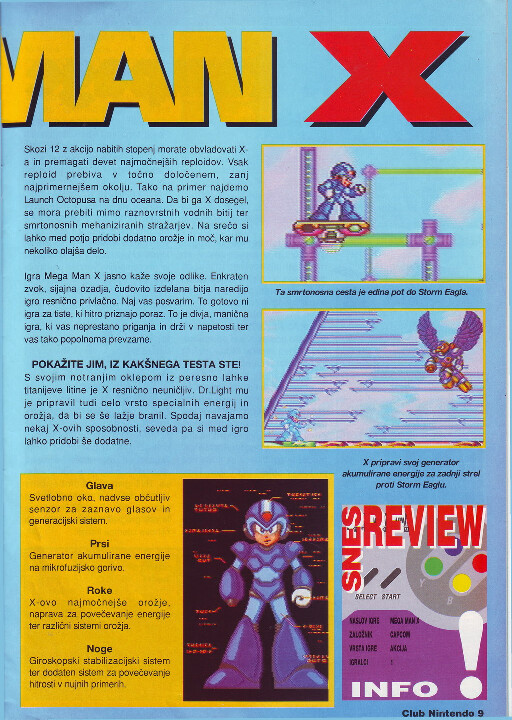 MAN X
Skozi 12 z akcijo nabitih stopenj morate obvladovati X-
a in premagati devet najmočnejših reploidov. Vsak
reploid prebiva v točno določenem, zanj
najprimernejšem okolju. Tako na primer najdemo
Launch Octopusa na dnu oceana. Da bi ga X dosegel,
se mora prebiti mimo raznovrstnih vodnih bitij ter
smrtonosnih mehaniziranih stražarjev. Na srečo si
lahko med potjo pridobi dodatno orožje in moč, kar mu
nekoliko olajša delo.
Igra Mega Man X jasno kaže svoje odlike. Enkraten
zvok, sijajna ozadja, čudovito izdelana bitja naredijo
igro resnično privlačno. Naj vas posvarim. To gotovo ni
igra za tiste, ki hitro priznajo poraz. To je divja, manična
igra, ki vas neprestano priganja in drži v napetosti ter
vas tako popolnoma prevzame.
POKAŽITE JIM, IZ KAKŠNEGA TESTA STE!
S svojim notranjim oklepom iz peresno lahke
titanijeve litine je X resnično neuničljiv. Dr.Light mu
je pripravil tudi celo vrsto specialnih energij in
orožja, da bi se še lažje branil. Spodaj navajamo
nekaj X-ovih sposobnosti, seveda pa si med igro
lahko pridobi še dodatne.
Ta smrtonosna cesta je edina pot do Storm Eagla.
X pripravi svoj generator
akumulirane energije za zadnji strel
proti Storm Eaglu.
Glava
Svetlobno oko, nadvse občutljiv
senzor za zaznavo glasov in
generacijski sistem.
Prsi
Generator akumulirane energije
na mikrofuzijsko gorivo.
Roke
X-ovo najmočnejše orožje,
naprava za povečevanje energije
ter različni sistemi orožja.
Noge
Giroskopski stabilizacijski sistem
ter dodaten sistem za povečevanje
hitrosti v nujnih primerih.
SNES REVIEW
SELECT START
NASLOV IGRE MEGA MAN X
ZALOŽNIK CAPCOM
VRSTA IGRE AKCIJA
IGRALCI 1
INFO !
Club Nintendo 9